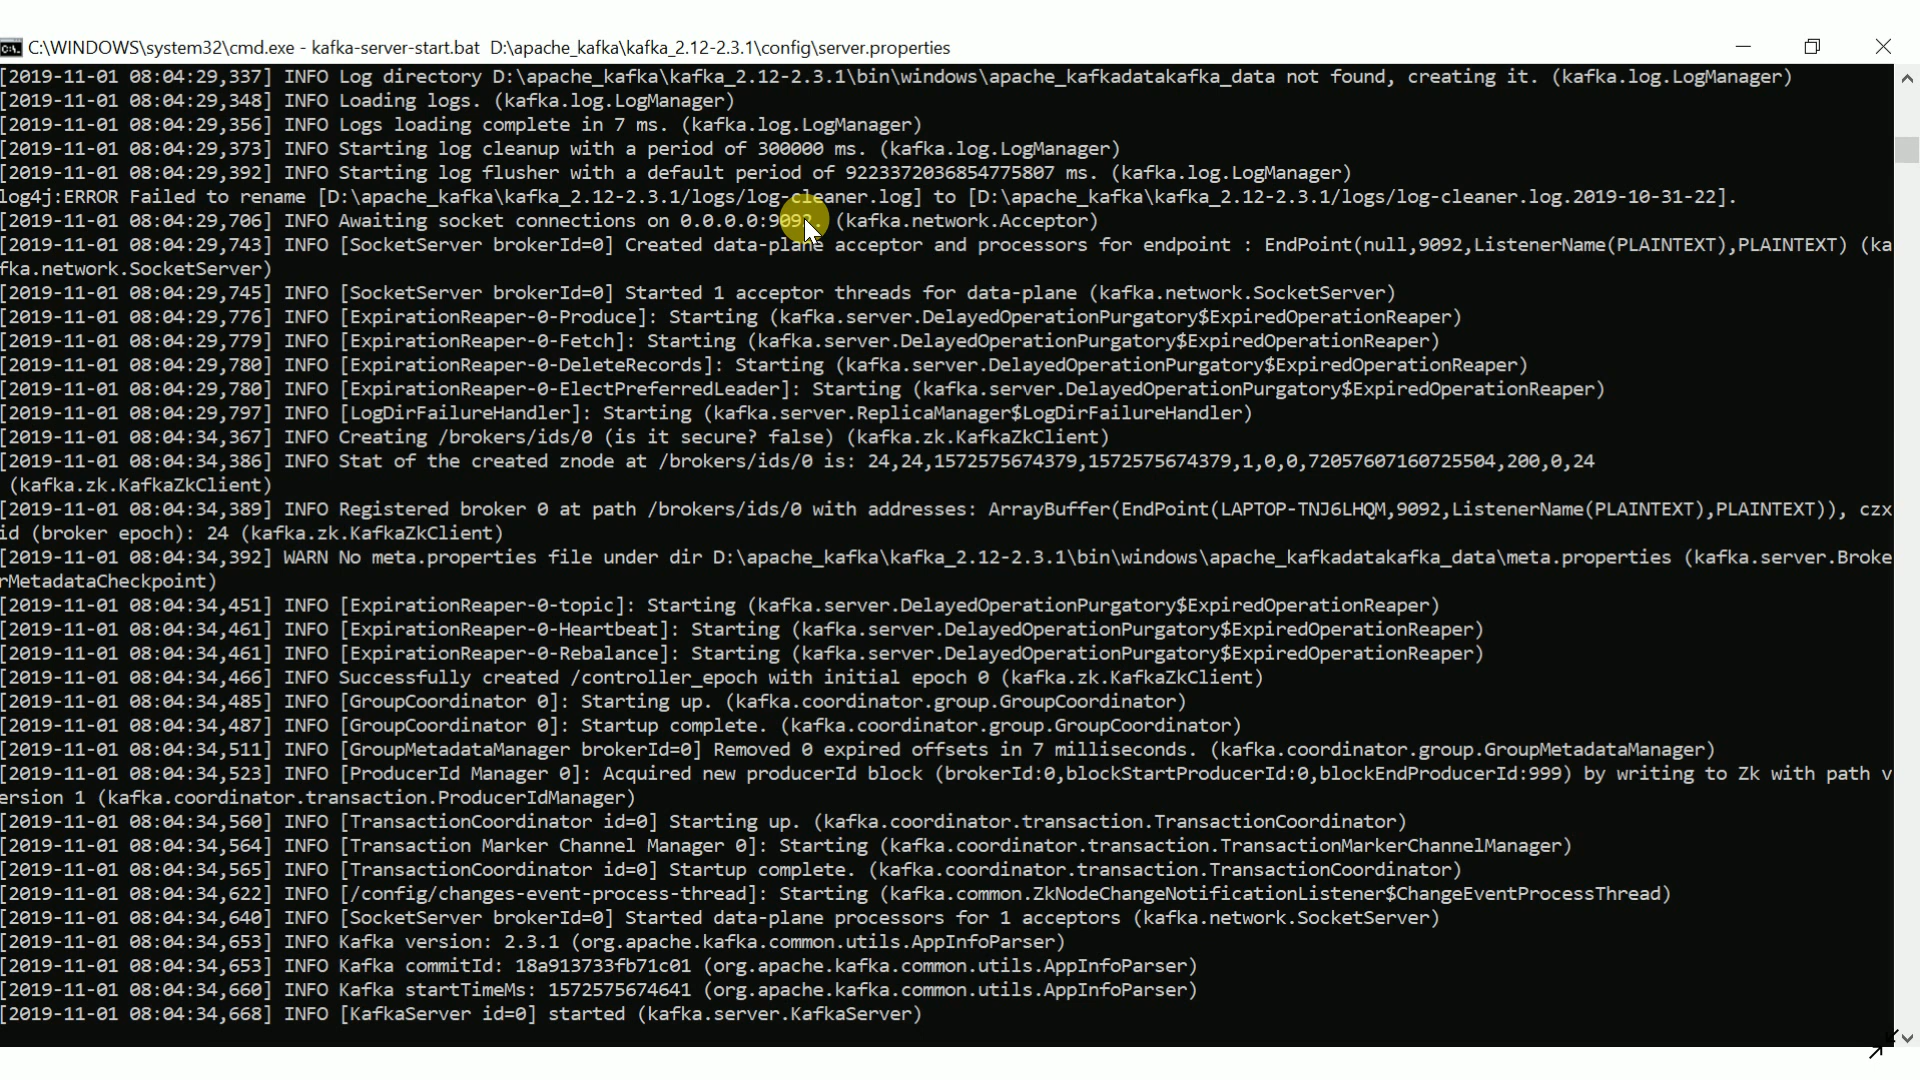 C:\WINDOWS\system32\cmd.exe - kafka-server-start.bat D:\apache_kafka\kafka_2.12-2.3.1\config\server.properties
[2019-11-01 08:04:29,337] INFO Log directory D:\apache_kafka\kafka_2.12-2.3.1\bin\windows\apache_kafkadatakafka_data not found, creating it. (kafka.log.LogManager)
[2019-11-01 08:04:29,348] INFO Loading logs. (kafka.log.LogManager)
[2019-11-01 08:04:29,356] INFO Logs loading complete in 7 ms. (kafka.log.LogManager)
[2019-11-01 08:04:29,373] INFO Starting log cleanup with a period of 300000 ms. (kafka.log.LogManager)
[2019-11-01 08:04:29,392] INFO Starting log flusher with a default period of 9223372036854775807 ms. (kafka.log.LogManager)
log4j:ERROR Failed to rename [D:\apache_kafka\kafka_2.12-2.3.1/logs/log-cleaner.log] to [D:\apache_kafka\kafka_2.12-2.3.1/logs/log-cleaner.log.2019-10-31-22].
[2019-11-01 08:04:29,706] INFO Awaiting socket connections on 0.0.0.0:9092. (kafka.network.Acceptor)
[2019-11-01 08:04:29,743] INFO [SocketServer brokerId=0] Created data-plane acceptor and processors for endpoint : EndPoint(null,9092,ListenerName(PLAINTEXT),PLAINTEXT) (ka
fka.network.SocketServer)
[2019-11-01 08:04:29,745] INFO [SocketServer brokerId=0] Started 1 acceptor threads for data-plane (kafka.network.SocketServer)
[2019-11-01 08:04:29,776] INFO [ExpirationReaper-0-Produce]: Starting (kafka.server.DelayedOperationPurgatory$ExpiredOperationReaper)
[2019-11-01 08:04:29,779] INFO [ExpirationReaper-0-Fetch]: Starting (kafka.server.DelayedOperationPurgatory$ExpiredOperationReaper)
[2019-11-01 08:04:29,780] INFO [ExpirationReaper-0-DeleteRecords]: Starting (kafka.server.DelayedOperationPurgatory$ExpiredOperationReaper)
[2019-11-01 08:04:29,780] INFO [ExpirationReaper-0-ElectPreferredLeader]: Starting (kafka.server.DelayedOperationPurgatory$ExpiredOperationReaper)
[2019-11-01 08:04:29,797] INFO [LogDirFailureHandler]: Starting (kafka.server.ReplicaManager$LogDirFailureHandler)
[2019-11-01 08:04:34,367] INFO Creating /brokers/ids/0 (is it secure? false) (kafka.zk.KafkaZkClient)
[2019-11-01 08:04:34,386] INFO Stat of the created znode at /brokers/ids/0 is: 24,24,1572575674379,1572575674379,1,0,0,72057607160725504,200,0,24
(kafka.zk.KafkaZkClient)
[2019-11-01 08:04:34,389] INFO Registered broker 0 at path /brokers/ids/0 with addresses: ArrayBuffer(EndPoint(LAPTOP-TNJ6LHQM,9092,ListenerName(PLAINTEXT),PLAINTEXT)), czx
id (broker epoch): 24 (kafka.zk.KafkaZkClient)
[2019-11-01 08:04:34,392] WARN No meta.properties file under dir D:\apache_kafka\kafka_2.12-2.3.1\bin\windows\apache_kafkadatakafka_data\meta.properties (kafka.server.Broke
rMetadataCheckpoint)
[2019-11-01 08:04:34,451] INFO [ExpirationReaper-0-topic]: Starting (kafka.server.DelayedOperationPurgatory$ExpiredOperationReaper)
[2019-11-01 08:04:34,461] INFO [ExpirationReaper-0-Heartbeat]: Starting (kafka.server.DelayedOperationPurgatory$ExpiredOperationReaper)
[2019-11-01 08:04:34,461] INFO [ExpirationReaper-0-Rebalance]: Starting (kafka.server.DelayedOperationPurgatory$ExpiredOperationReaper)
[2019-11-01 08:04:34,466] INFO Successfully created /controller_epoch with initial epoch 0 (kafka.zk.KafkaZkClient)
[2019-11-01 08:04:34,485] INFO [GroupCoordinator 0]: Starting up. (kafka.coordinator.group.GroupCoordinator)
[2019-11-01 08:04:34,487] INFO [GroupCoordinator 0]: Startup complete. (kafka.coordinator.group.GroupCoordinator)
[2019-11-01 08:04:34,511] INFO [GroupMetadataManager brokerId=0] Removed 0 expired offsets in 7 milliseconds. (kafka.coordinator.group.GroupMetadataManager)
[2019-11-01 08:04:34,523] INFO [ProducerId Manager 0]: Acquired new producerId block (brokerId:0,blockStartProducerId:0,blockEndProducerId:999) by writing to Zk with path v
ersion 1 (kafka.coordinator.transaction.ProducerIdManager)
[2019-11-01 08:04:34,560] INFO [TransactionCoordinator id=0] Starting up. (kafka.coordinator.transaction.TransactionCoordinator)
[2019-11-01 08:04:34,564] INFO [Transaction Marker Channel Manager 0]: Starting (kafka.coordinator.transaction.TransactionMarkerChannelManager)
[2019-11-01 08:04:34,565] INFO [TransactionCoordinator id=0] Startup complete. (kafka.coordinator.transaction.TransactionCoordinator)
[2019-11-01 08:04:34,622] INFO [/config/changes-event-process-thread]: Starting (kafka.common.ZkNodeChangeNotificationListener$ChangeEventProcessThread)
[2019-11-01 08:04:34,640] INFO [SocketServer brokerId=0] Started data-plane processors for 1 acceptors (kafka.network.SocketServer)
[2019-11-01 08:04:34,653] INFO Kafka version: 2.3.1 (org.apache.kafka.common.utils.AppInfoParser)
[2019-11-01 08:04:34,653] INFO Kafka commitId: 18a913733fb71c01 (org.apache.kafka.common.utils.AppInfoParser)
[2019-11-01 08:04:34,660] INFO Kafka startTimeMs: 1572575674641 (org.apache.kafka.common.utils.AppInfoParser)
[2019-11-01 08:04:34,668] INFO [KafkaServer id=0] started (kafka.server.KafkaServer)